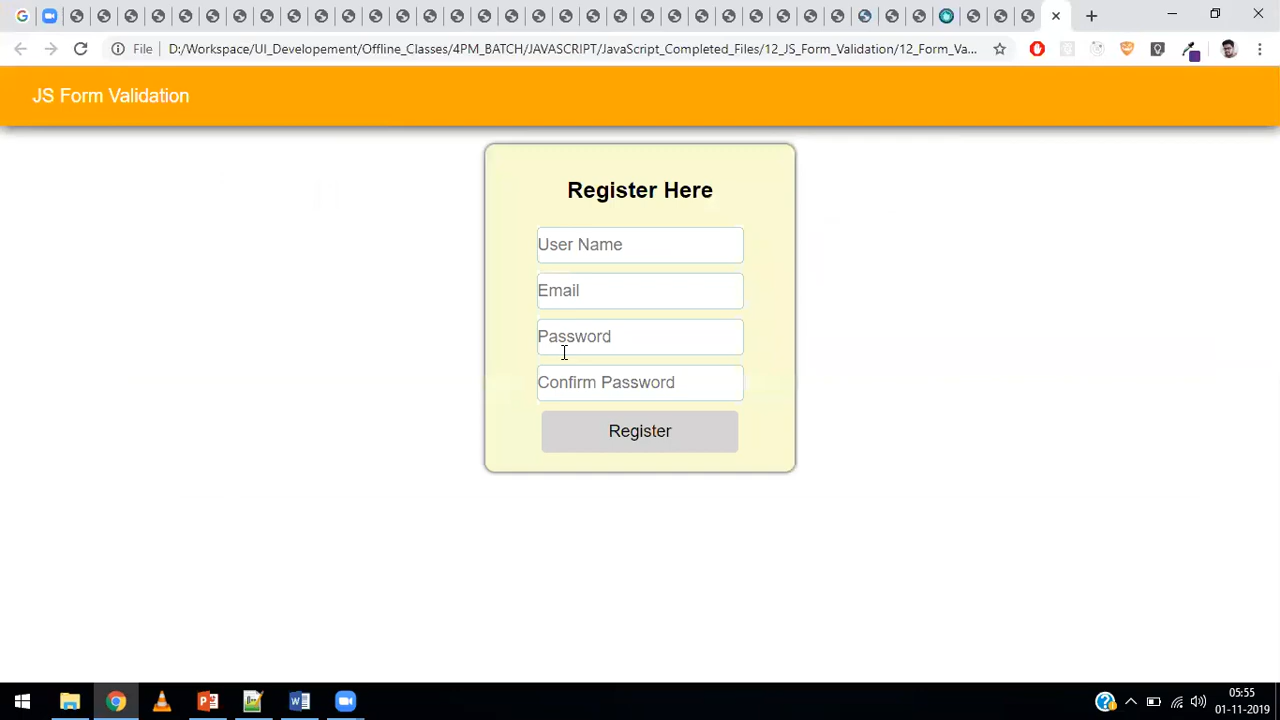 File
D:/Workspace/UI_Developement/Offline_Classes/4PM_BATCH/JAVASCRIPT/JavaScript_Completed_Files/12_JS_Form_Validation/12_Form_Va...
JS Form Validation
Register Here
User Name
Email
Password
Confirm Password
Register
05:55
01-11-2019